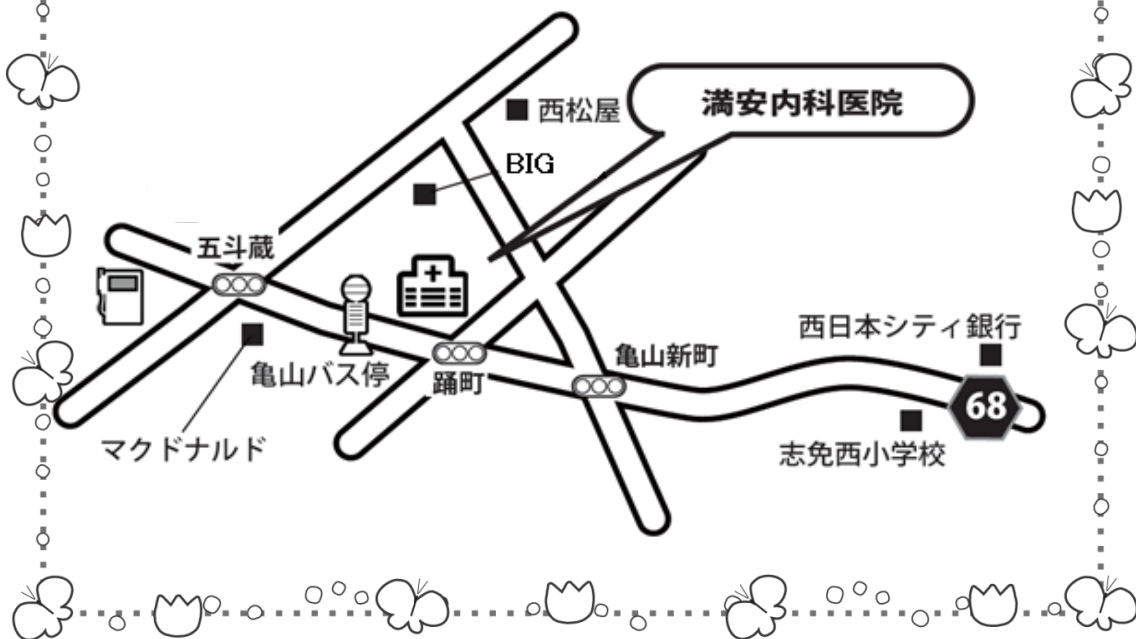 満安内科医院
西松屋
BIG
五斗蔵
西日本シティ銀行
亀山新町
亀山バス停
踊町
68
マクドナルド
志免西小学校